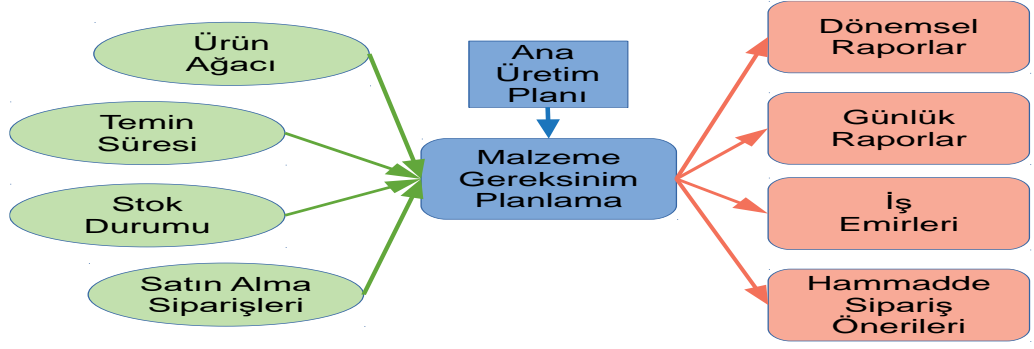 Ürün
Ağacı
Temin
Süresi
Stok
Durumu
Satın Alma
Siparişleri
Ana
Üretim
Planı
Malzeme
Gereksinim
Planlama
Dönemsel
Raporlar
Günlük
Raporlar
İş
Emirleri
Hammadde
Sipariş
Önerileri